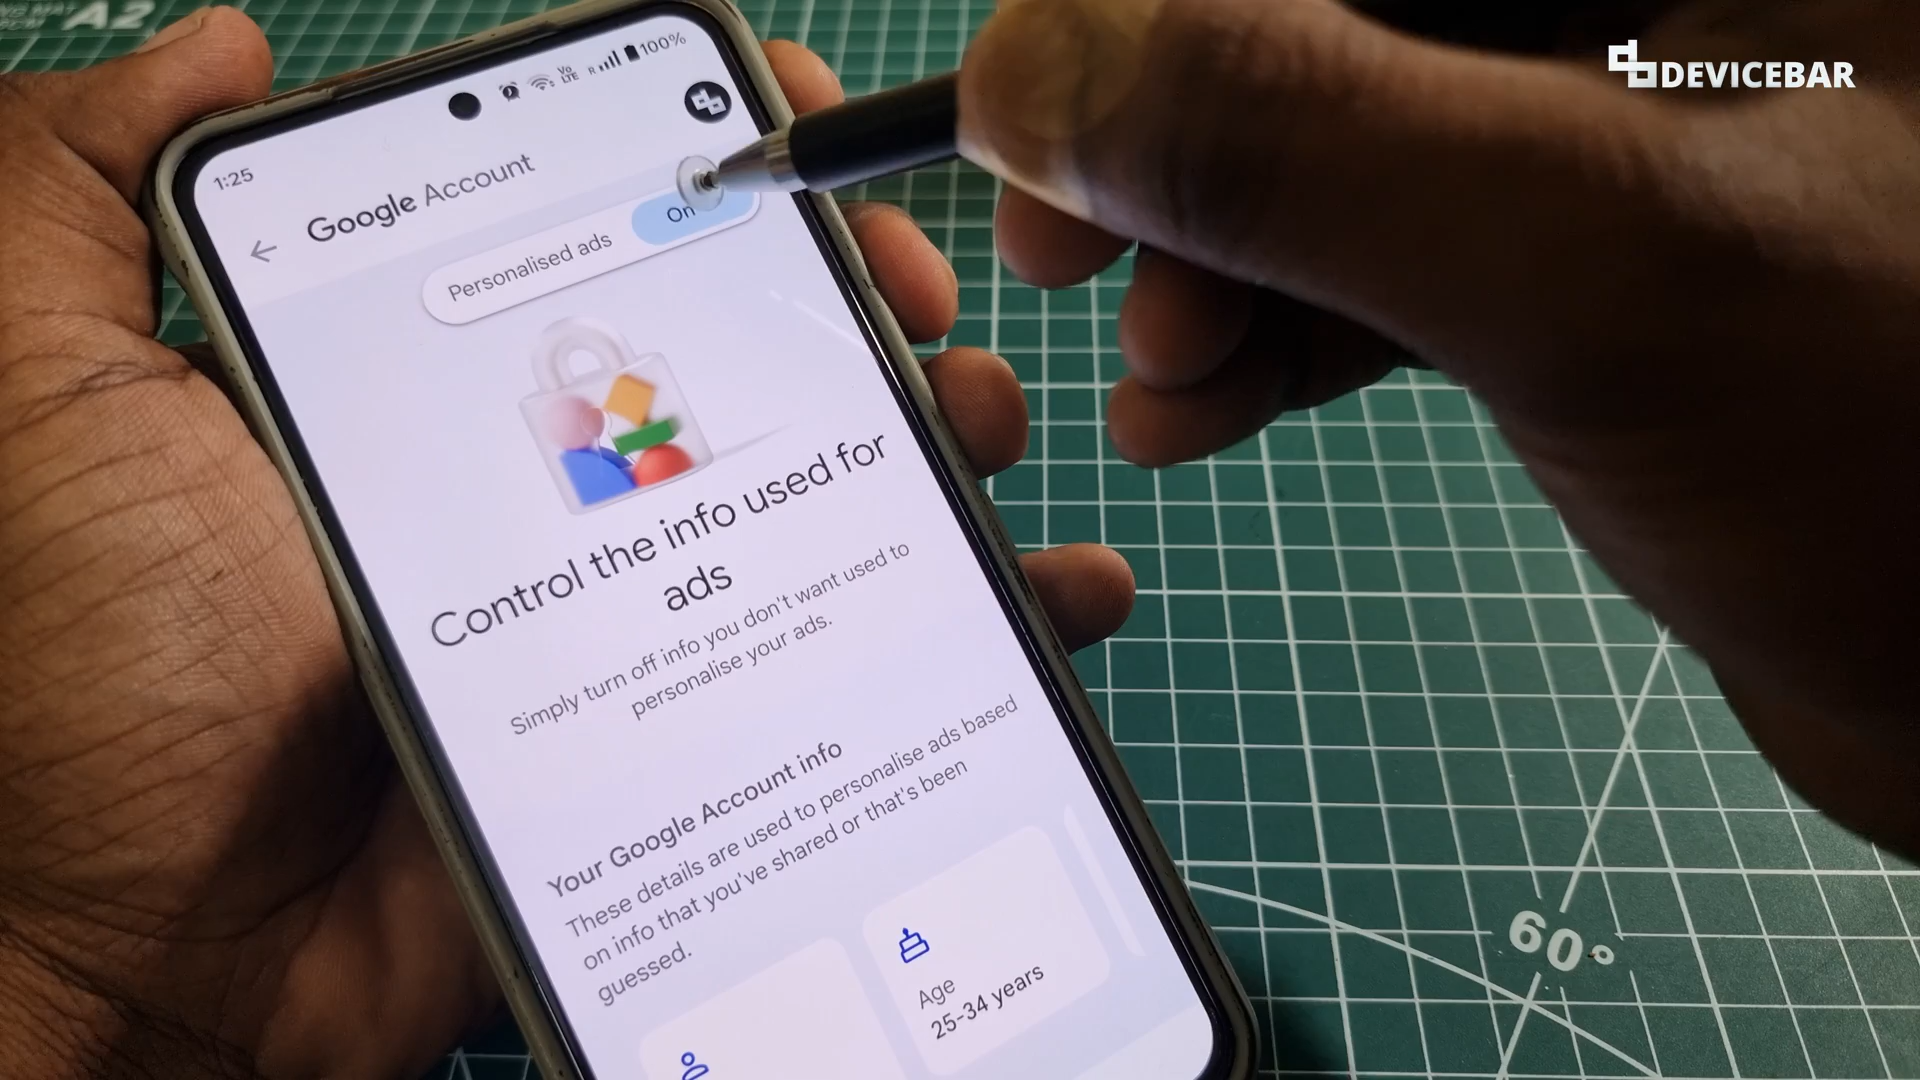 A2
DEVICEBAR
1:25
Vo
LTE
R
100%
Google Account
Personalised ads
On
Control the info used for
ads
Simply turn off info you don't want used to
personalise your ads.
Your Google Account info
These details are used to personalise ads based
on info that you've shared or that's been
guessed.
Age
25-34 years
60°